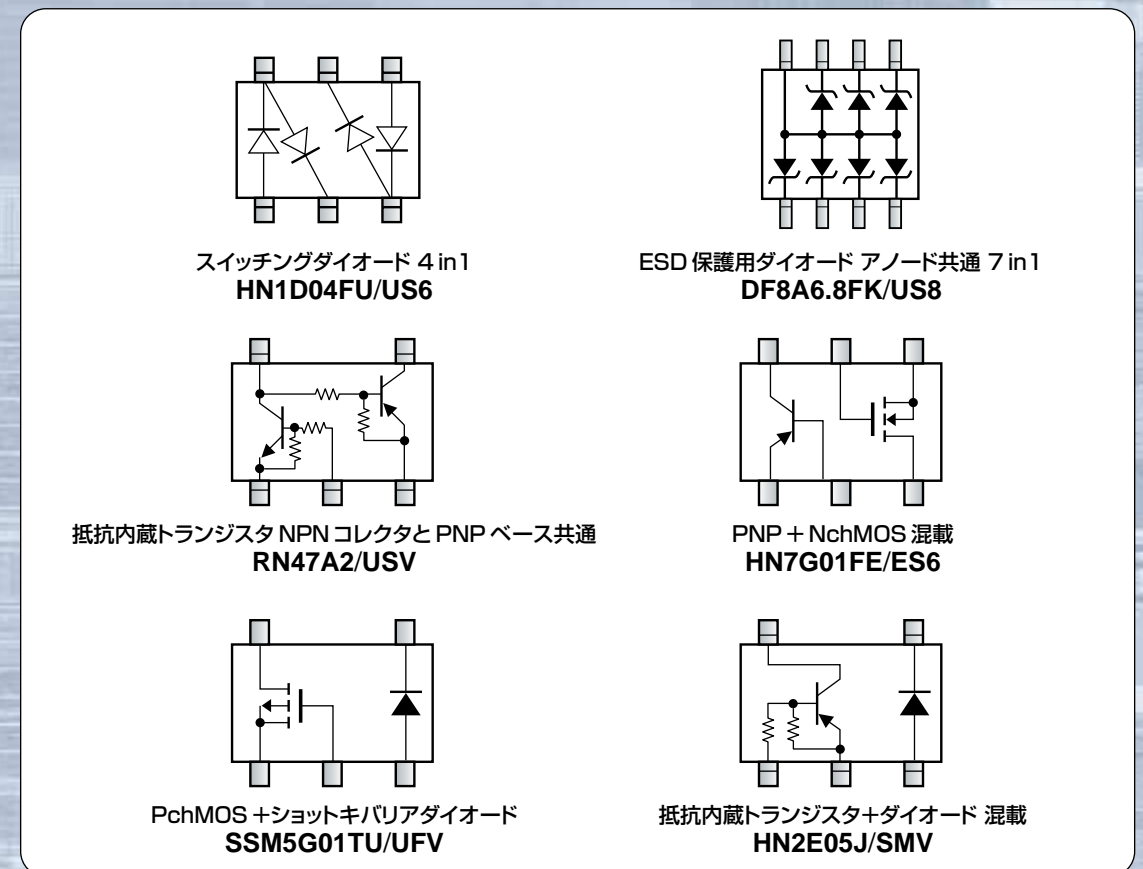 スイッチングダイオード 4 in1
HN1D04FU/US6
ESD 保護用ダイオード アノード共通 7 in1
DF8A6.8FK/US8
抵抗内蔵トランジスタ NPN コレクタと PNP ベース共通
RN47A2/USV
PNP + NchMOS 混載
HN7G01FE/ES6
PchMOS +ショットキバリアダイオード
SSM5G01TU/UFV
抵抗内蔵トランジスタ+ダイオード 混載
HN2E05J/SMV